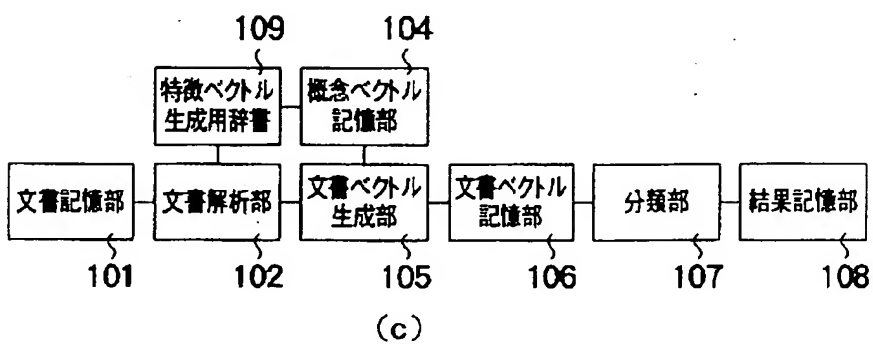 109
104
特徴ベクトル
生成用辞書
概念ベクトル
記憶部
文書記憶部
文書解析部
文書ベクトル
生成部
文書ベクトル
記憶部
分類部
結果記憶部
101
102
105
106
107
108
(c)